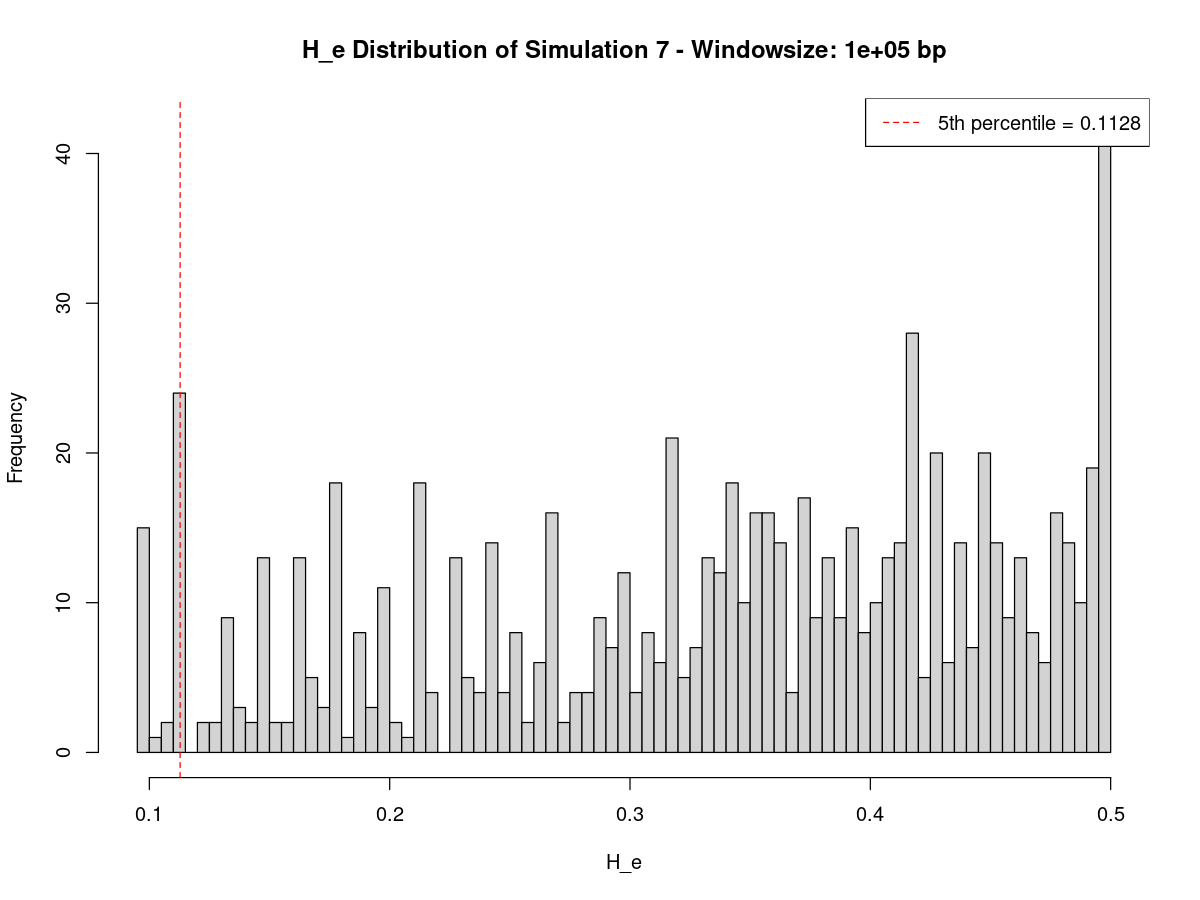 H_e Distribution of Simulation 7 - Windowsize: 1e+05 bp
5th percentile = 0.1128
Frequency
40
30
20
10
0
0.1 0.2 0.3 0.4 0.5
H_e